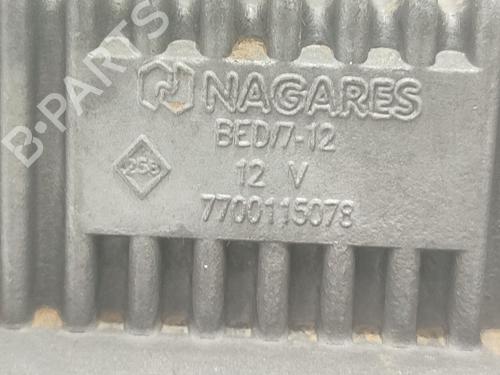 NAGARES
BED/7-12
258
12 V
7700115078
B-PARTS